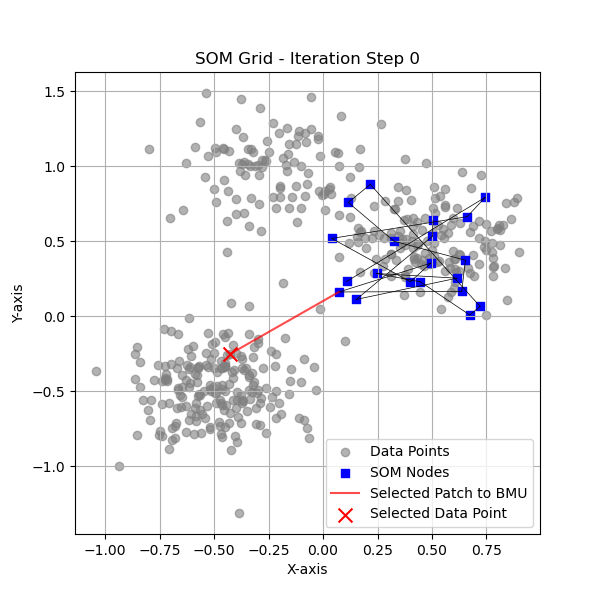 SOM Grid - Iteration Step 0
Y-axis
1.5
1.0
0.5
0.0
−0.5
−1.0
Data Points
SOM Nodes
Selected Patch to BMU
Selected Data Point
−1.00 −0.75 −0.50 −0.25 0.00 0.25 0.50 0.75
X-axis